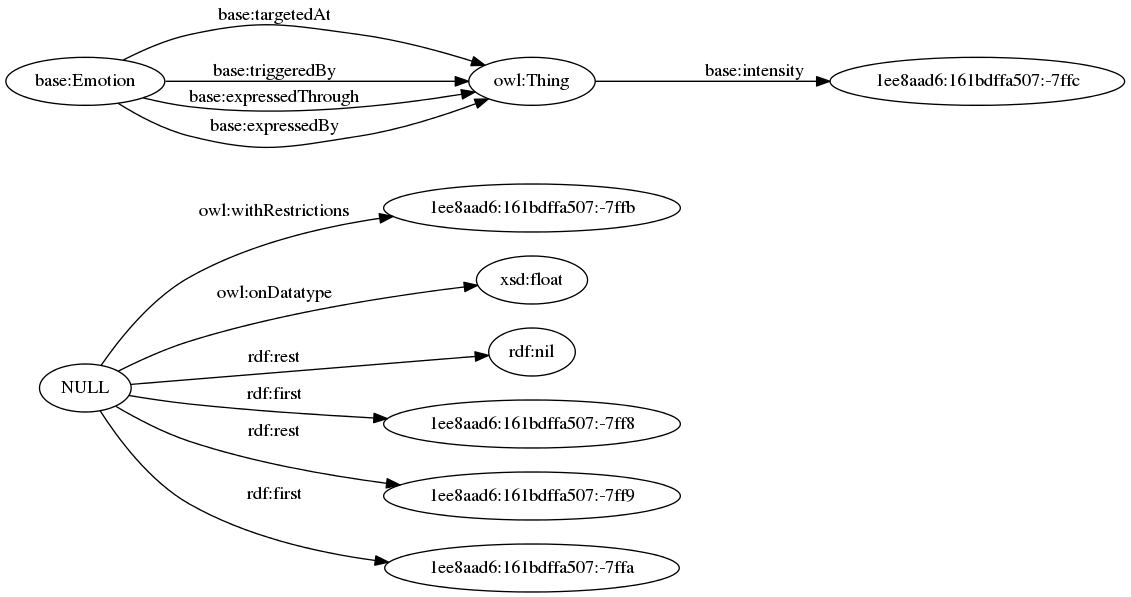 base:targetedAt
base:Emotion
base:triggeredBy
owl:Thing
base:intensity
1ee8aad6:161bdffa507:-7ffc
base:expressedThrough
base:expressedBy
owl:withRestrictions
1ee8aad6:161bdffa507:-7ffb
owl:onDatatype
xsd:float
rdf:rest
rdf:nil
NULL
rdf:first
1ee8aad6:161bdffa507:-7ff8
rdf:rest
1ee8aad6:161bdffa507:-7ff9
rdf:first
1ee8aad6:161bdffa507:-7ffa